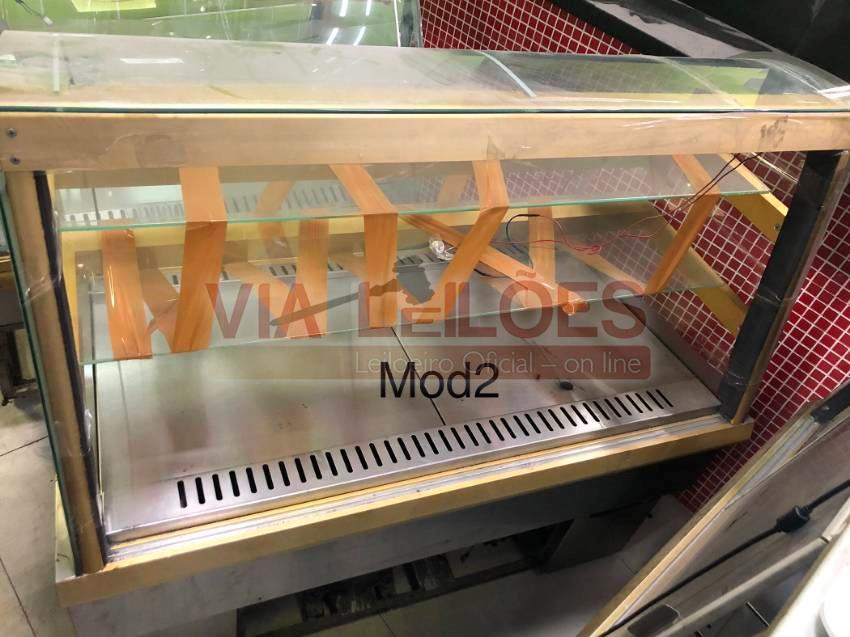 VIA LEILÕES
Leiloeiro Oficial – on line
Mod2